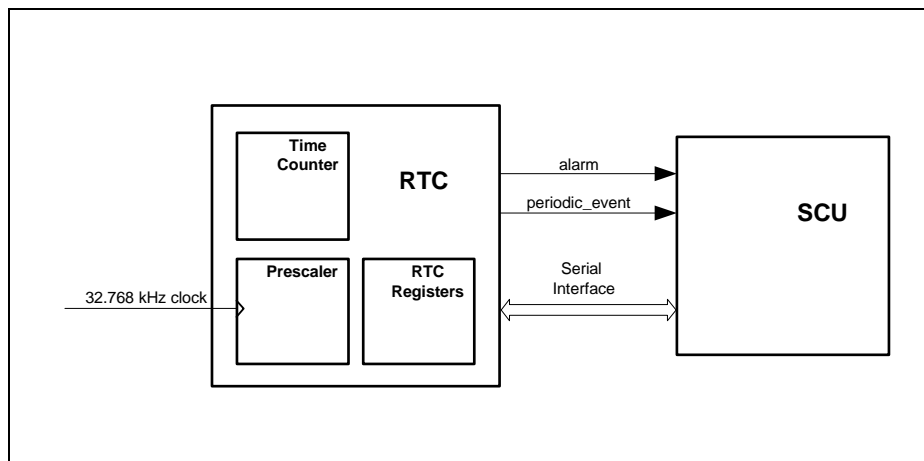 Time
Counter
RTC
alarm
periodic_event
SCU
Prescaler
RTC
Registers
Serial
Interface
32.768 kHz clock